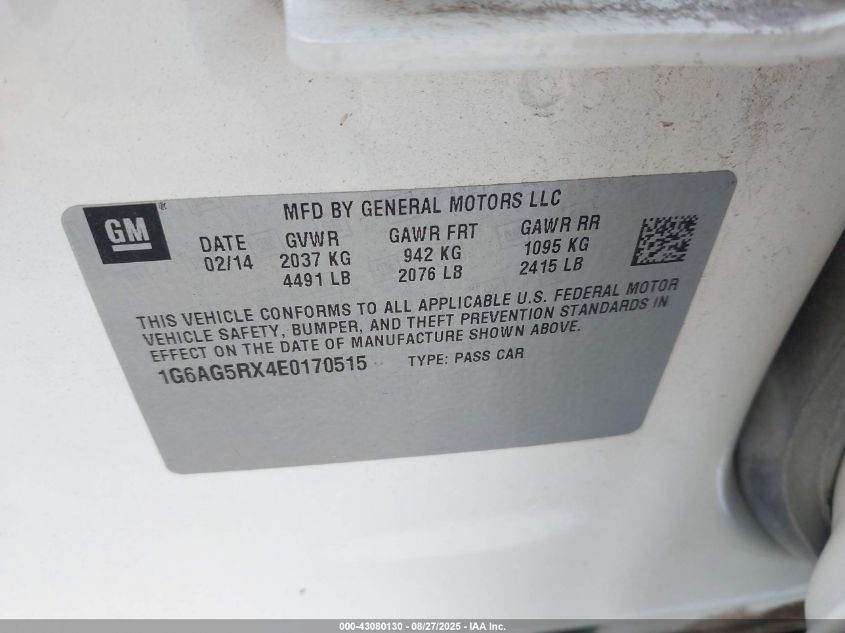 GM®
MFD BY GENERAL MOTORS LLC
DATE GVWR GAWR FRT GAWR RR
02/14 2037 KG 942 KG 1095 KG
4491 LB 2076 LB 2415 LB
THIS VEHICLE CONFORMS TO ALL APPLICABLE U.S. FEDERAL MOTOR
VEHICLE SAFETY, BUMPER, AND THEFT PREVENTION STANDARDS IN
EFFECT ON THE DATE OF MANUFACTURE SHOWN ABOVE.
1G6AG5RX4E0170515 TYPE: PASS CAR
000-43080130 - 08/27/2025 - IAA Inc.